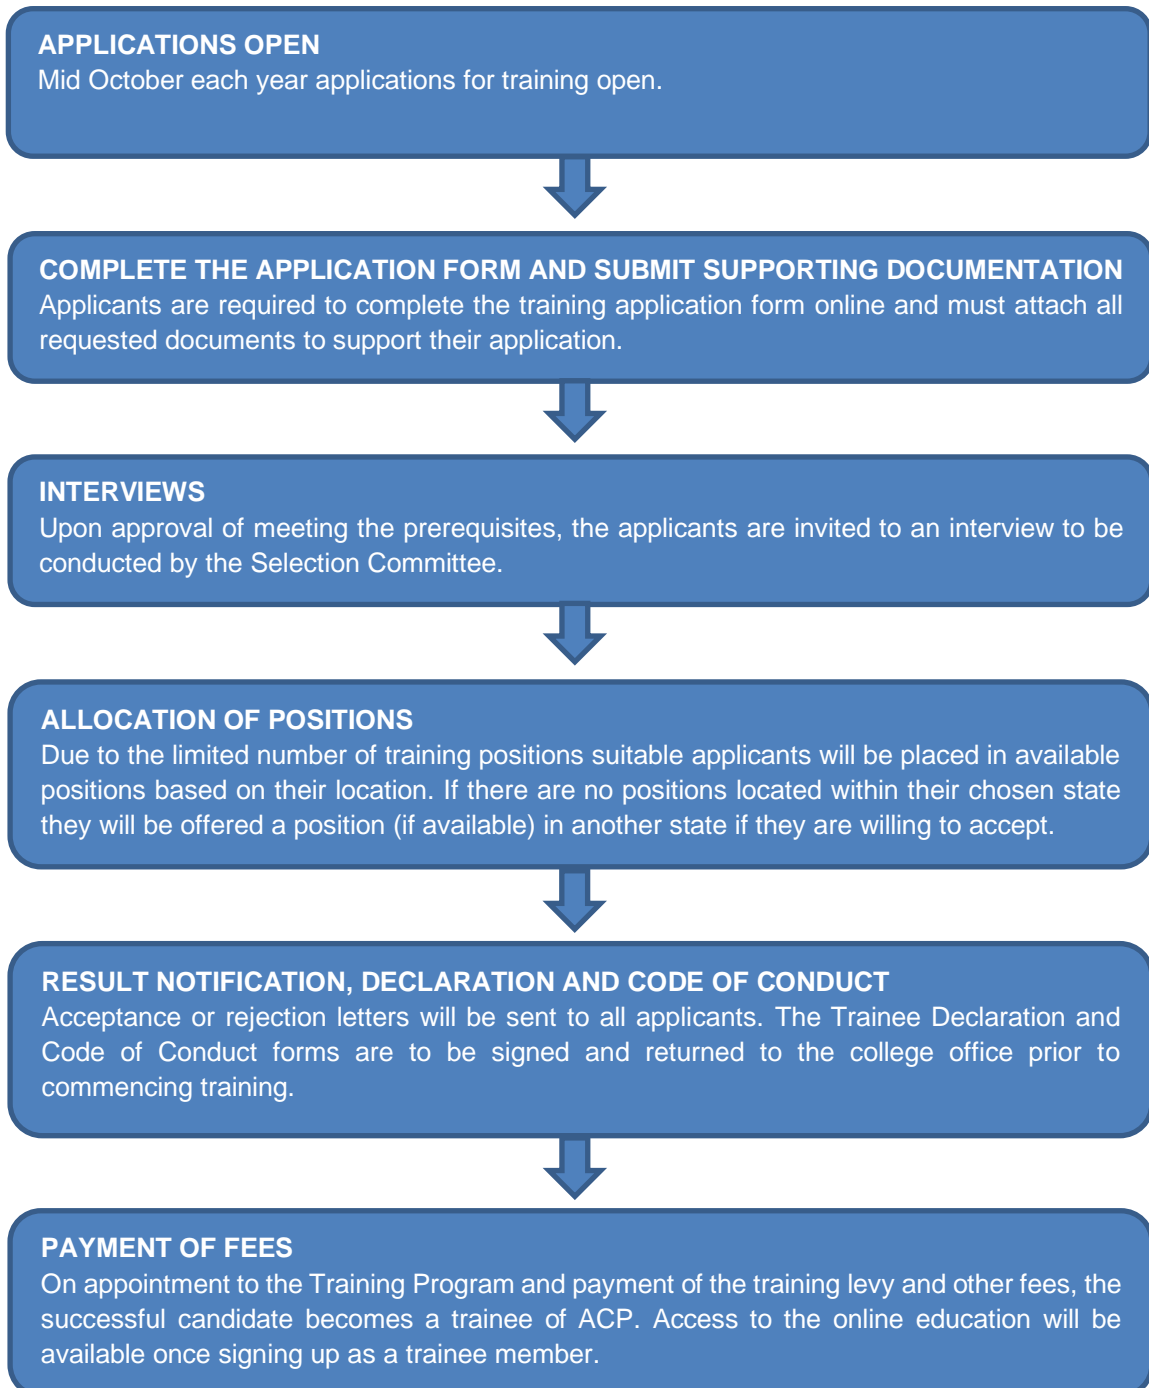 APPLICATIONS OPEN
Mid October each year applications for training open.
COMPLETE THE APPLICATION FORM AND SUBMIT SUPPORTING DOCUMENTATION
Applicants are required to complete the training application form online and must attach all
requested documents to support their application.
INTERVIEWS
Upon approval of meeting the prerequisites, the applicants are invited to an interview to be
conducted by the Selection Committee.
ALLOCATION OF POSITIONS
Due to the limited number of training positions suitable applicants will be placed in available
positions based on their location. If there are no positions located within their chosen state
they will be offered a position (if available) in another state if they are willing to accept.
RESULT NOTIFICATION, DECLARATION AND CODE OF CONDUCT
Acceptance or rejection letters will be sent to all applicants. The Trainee Declaration and
Code of Conduct forms are to be signed and returned to the college office prior to
commencing training.
PAYMENT OF FEES
On appointment to the Training Program and payment of the training levy and other fees, the
successful candidate becomes a trainee of ACP. Access to the online education will be
available once signing up as a trainee member.